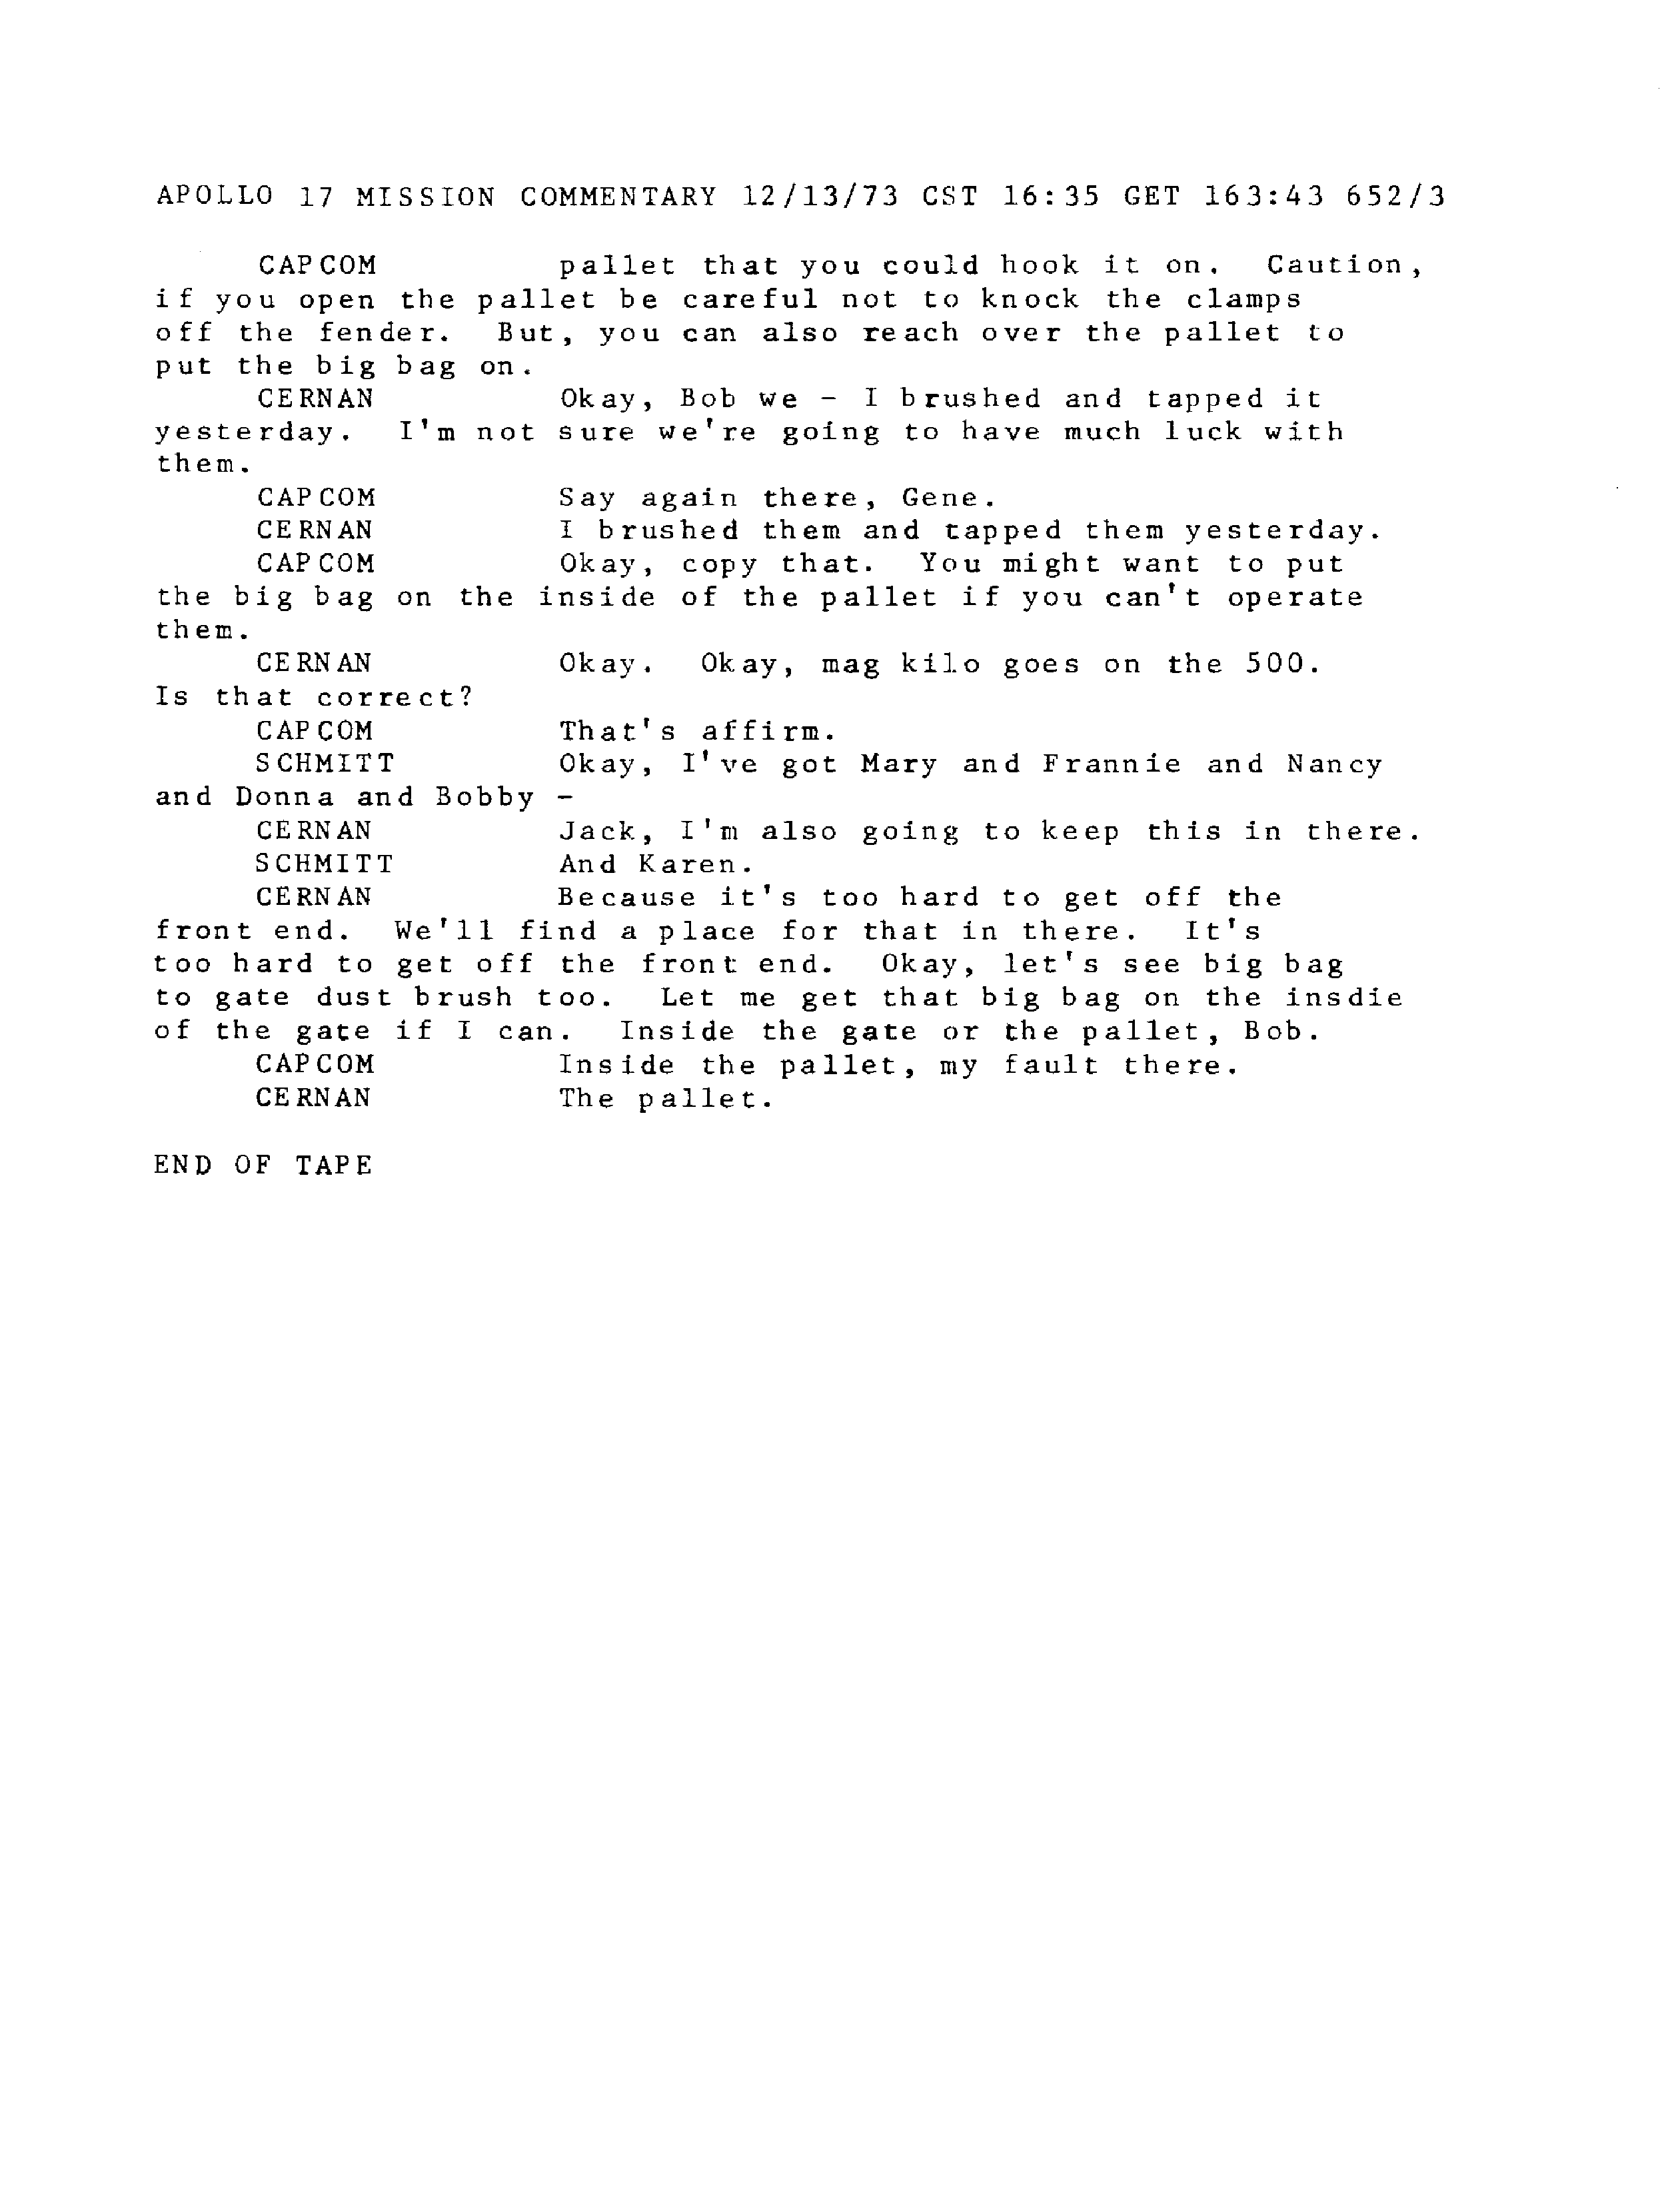 APOLLO 17 MISSION COMMENTARY 12/13/73 CST 16:35 GET 163:43 652/3
CAPCOM pallet that you could hook it on. Caution,
if you open the pallet be careful not to knock the clamps
off the fender. But, you can also reach over the pallet to
put the big bag on.
CERNAN Okay, Bob we - I brushed and tapped it
yesterday. I'm not sure we're going to have much luck with
them.
CAPCOM Say again there, Gene.
CERNAN I brushed them and tapped them yesterday.
CAPCOM Okay, copy that. You might want to put
the big bag on the inside of the pallet if you can't operate
them.
CERNAN Okay. Okay, mag kilo goes on the 500.
Is that correct?
CAPCOM That's affirm.
SCHMITT Okay, I've got Mary and Frannie and Nancy
and Donna and Bobby -
CERNAN Jack, I'm also going to keep this in there.
SCHMITT And Karen.
CERNAN Because it's too hard to get off the
front end. We'll find a place for that in there. It's
too hard to get off the front end. Okay, let's see big bag
to gate dust brush too. Let me get that big bag on the insdie
of the gate if I can. Inside the gate or the pallet, Bob.
CAPCOM Inside the pallet, my fault there.
CERNAN The pallet.
END OF TAPE